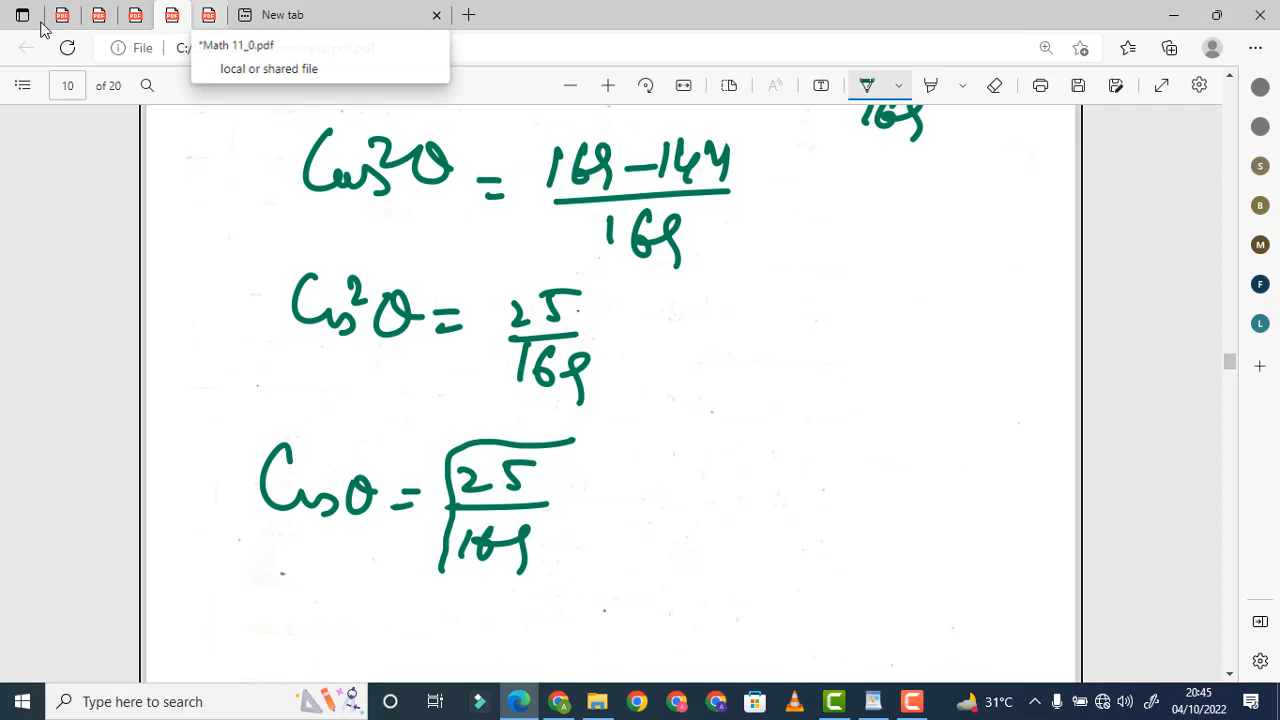 New tab
*Math 11_0.pdf
File C:/
local or shared file
10 of 20
169
Cos²θ = 169 - 144
169
Cos²θ = 25
169
Cosθ = √25
169
S
B
M
F
L
Type here to search
31°C
20:45
04/10/2022